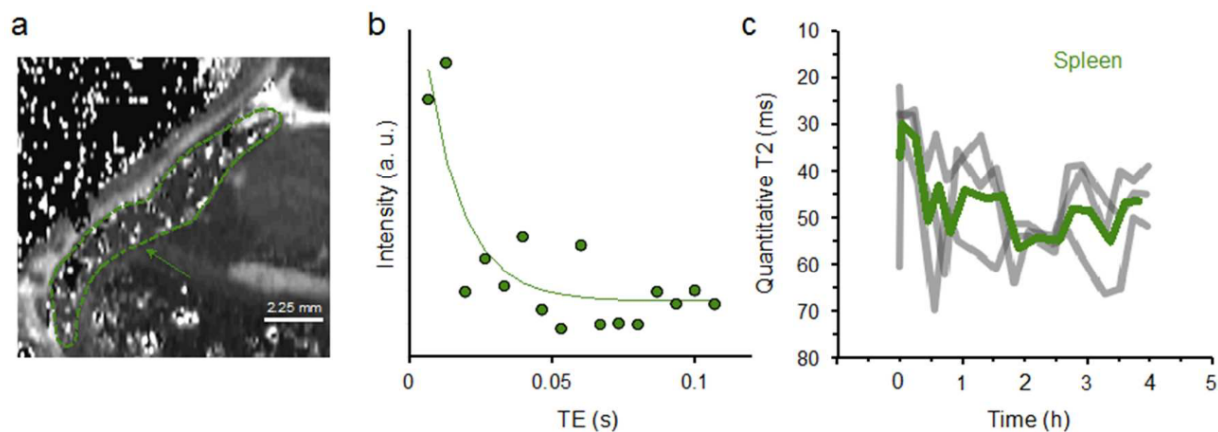 a
2.25 mm
b
Intensity (a. u.)
0
0.05
0.1
TE (s)
c
Spleen
Quantitative T2 (ms)
10
20
30
40
50
60
70
80
0
1
2
3
4
5
Time (h)